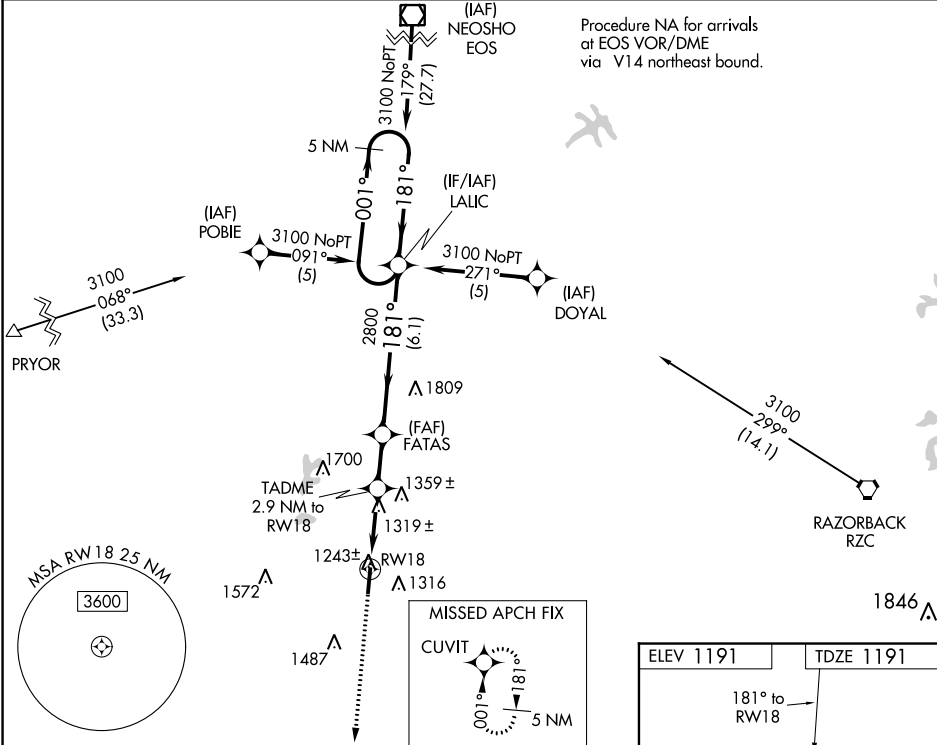 (IAF)
NEOSHO
EOS
Procedure NA for arrivals
at EOS VOR/DME
via V14 northeast bound.
3100 NoPT
179°
(27.7)
5 NM
001°
181°
(IF/IAF)
LALIC
(IAF)
POBIE
3100 NoPT
091°
(5)
3100 NoPT
271°
(5)
(IAF)
DOYAL
3100
068°
(33.3)
PRYOR
2800
181°
(6.1)
1809
3100
299°
(14.1)
(FAF)
FATAS
1700
TADME
2.9 NM to
RW18
1359 ±
1319 ±
RAZORBACK
RZC
1243±
RW18
1572
1316
MSA RW18 25 NM
3600
1487
MISSED APCH FIX
CUVIT
181°
001°
5 NM
1846
ELEV 1191
TDZE 1191
181° to
RW18